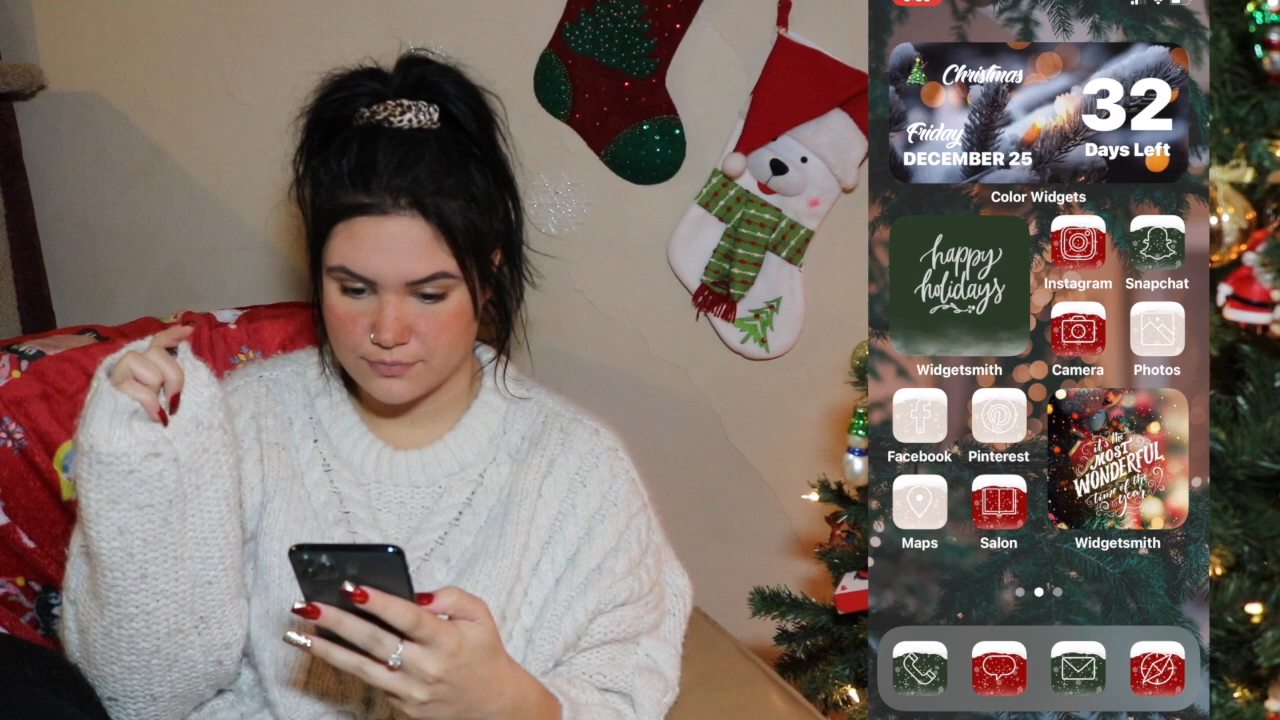 Christmas
32
Friday
DECEMBER 25
Days Left
Color Widgets
happy
holidays
Instagram
Snapchat
Widgetsmith
Camera
Photos
it's the
MOST
WONDERFUL
time of the
year
Facebook
Pinterest
Maps
Salon
Widgetsmith